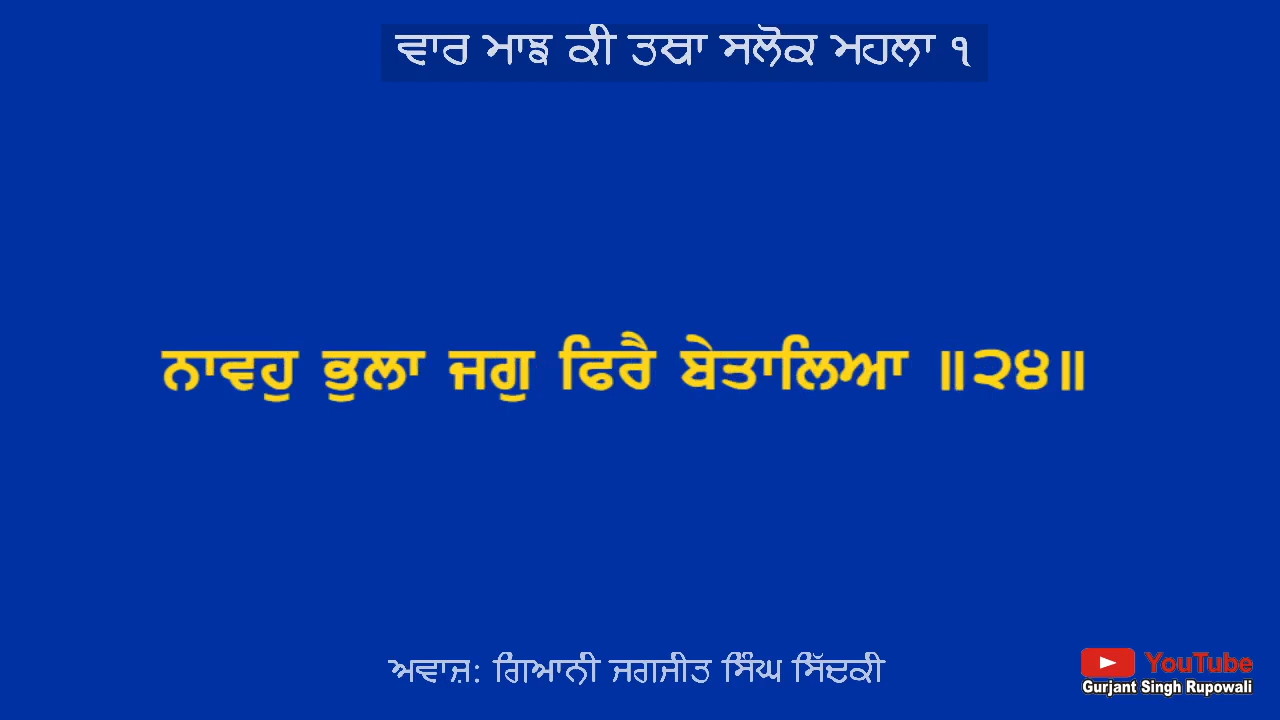 ਵਾਰ ਮਾਝ ਕੀ ਤਥਾ ਸਲੋਕ ਮਹਲਾ ੧
ਨਾਵਹੁ ਭੁਲਾ ਜਗੁ ਫਿਰੈ ਬੇਤਾਲਿਆ ॥੨੪॥
ਅਵਾਜ਼: ਗਿਆਨੀ ਜਗਜੀਤ ਸਿੰਘ ਸਿੱਦਕੀ
YouTube
Gurjant Singh Rupowali